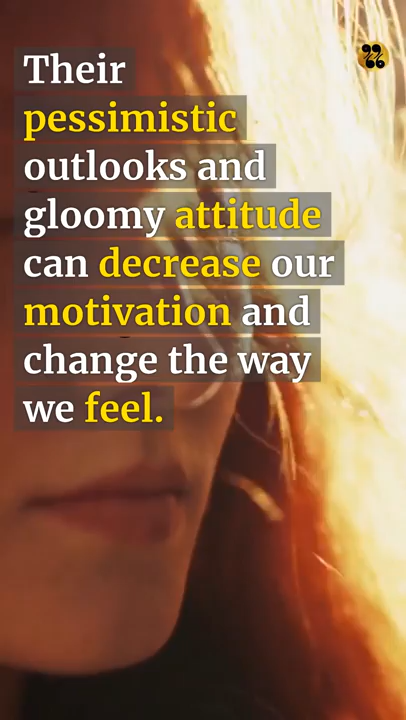 Their
pessimistic
outlooks and
gloomy attitude
can decrease our
motivation and
change the way
we feel.